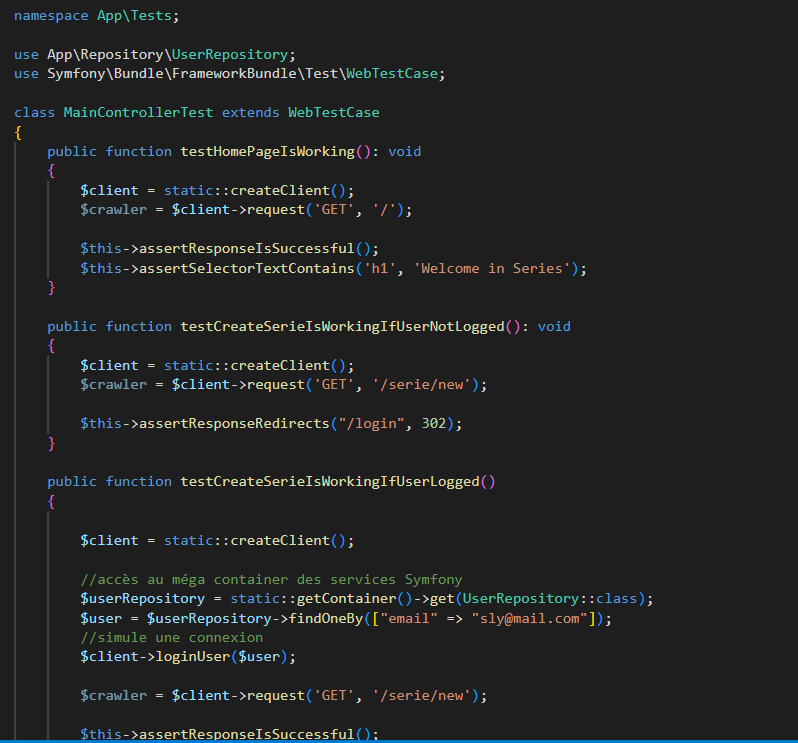 namespace App\Tests;
use App\Repository\UserRepository;
use Symfony\Bundle\FrameworkBundle\Test\WebTestCase;
class MainControllerTest extends WebTestCase
{
public function testHomePageIsWorking(): void
{
$client = static::createClient();
$crawler = $client->request('GET', '/');
$this->assertResponseIsSuccessful();
$this->assertSelectorTextContains('h1', 'Welcome in Series');
}
public function testCreateSerieIsWorkingIfUserNotLogged(): void
{
$client = static::createClient();
$crawler = $client->request('GET', '/serie/new');
$this->assertResponseRedirects("/login", 302);
}
public function testCreateSerieIsWorkingIfUserLogged()
{
$client = static::createClient();
//accès au méga container des services Symfony
$userRepository = static::getContainer()->get(UserRepository::class);
$user = $userRepository->findOneBy(["email" => "sly@mail.com"]);
//simule une connexion
$client->loginUser($user);
$crawler = $client->request('GET', '/serie/new');
$this->assertResponseIsSuccessful();